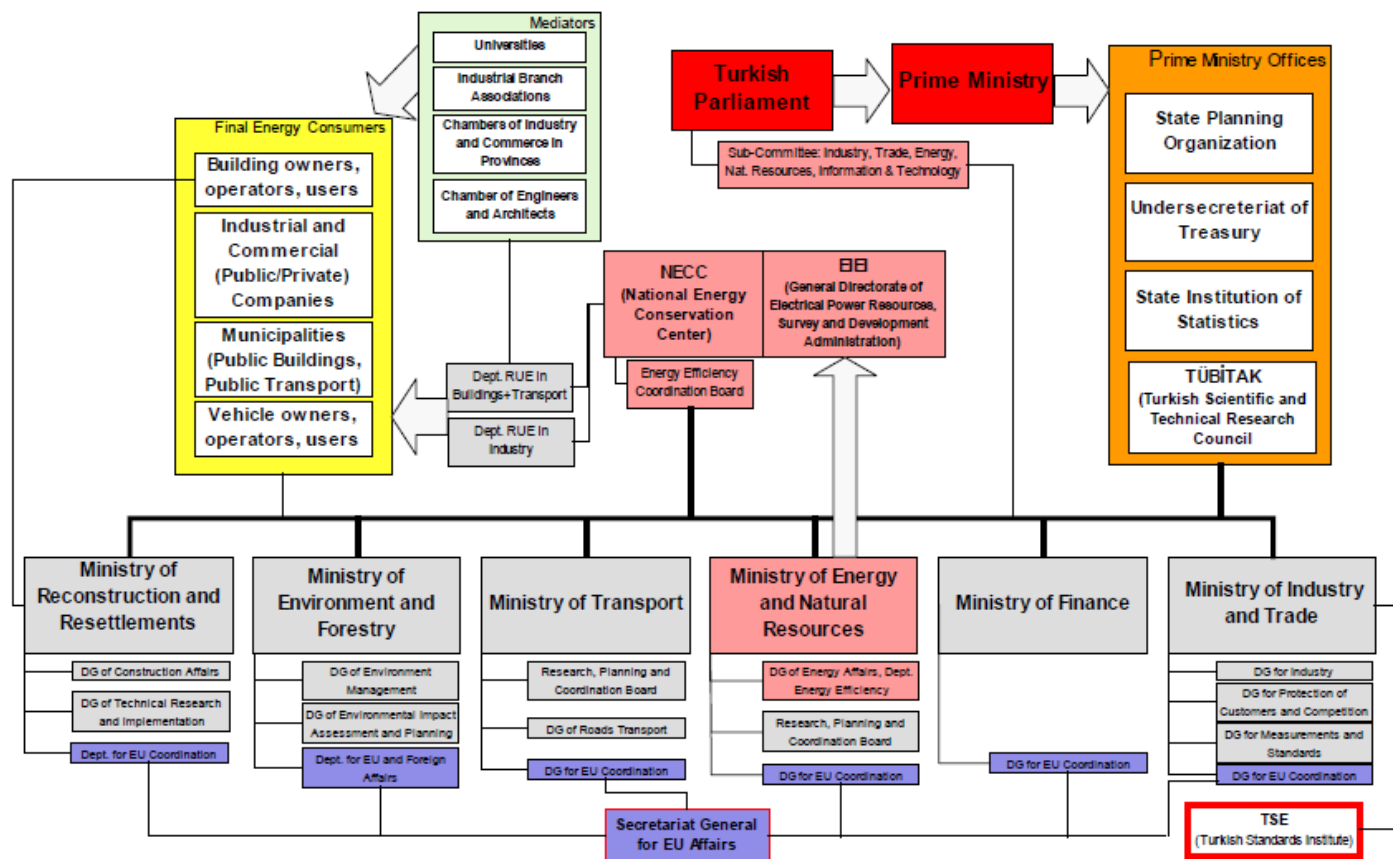 Mediators
Universities
Industrial Branch
Associations
Chambers of Industry
and Commerce in
Provinces
Chamber of Engineers
and Architects
Final Energy Consumers
Building owners,
operators, users
Industrial and
Commercial
(Public/Private)
Companies
Municipalities
(Public Buildings,
Public Transport)
Vehicle owners,
operators, users
Turkish
Parliament
Prime Ministry
Sub-Committee: Industry, Trade, Energy,
Nat. Resources, Information & Technology
Prime Ministry Offices
State Planning
Organization
Undersecreteriat of
Treasury
State Institution of
Statistics
TÜBİTAK
(Turkish Scientific and
Technical Research
Council
NECC
(National Energy
Conservation
Center)
(General Directorate of
Electrical Power Resources,
Survey and Development
Administration)
Energy Efficiency
Coordination Board
Dept. RUE in
Buildings+Transport
Dept. RUE in
Industry
Ministry of
Reconstruction and
Resettlements
DG of Construction Affairs
DG of Technical Research
and Implementation
Dept. for EU Coordination
Ministry of
Environment and
Forestry
DG of Environment
Management
DG of Environmental Impact
Assessment and Planning
Dept. for EU and Foreign
Affairs
Ministry of Transport
Research, Planning and
Coordination Board
DG of Roads Transport
DG for EU Coordination
Ministry of Energy
and Natural
Resources
DG of Energy Affairs, Dept.
Energy Efficiency
Research, Planning and
Coordination Board
DG for EU Coordination
Ministry of Finance
DG for EU Coordination
Ministry of Industry
and Trade
DG for Industry
DG for Protection of
Customers and Competition
DG for Measurements and
Standards
DG for EU Coordination
Secretariat General
for EU Affairs
TSE
(Turkish Standards Institute)